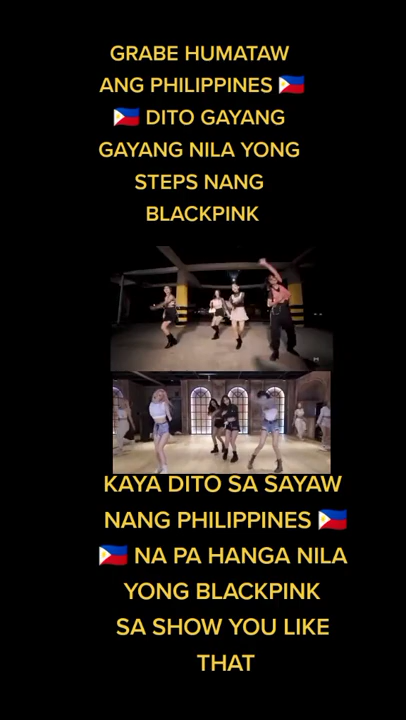 GRABE HUMATAW
ANG PHILIPPINES 🇵🇭
🇵🇭 DITO GAYANG
GAYANG NILA YONG
STEPS NANG
BLACKPINK
KAYA DITO SA SAYAW
NANG PHILIPPINES 🇵🇭
🇵🇭 NA PA HANGA NILA
YONG BLACKPINK
SA SHOW YOU LIKE
THAT